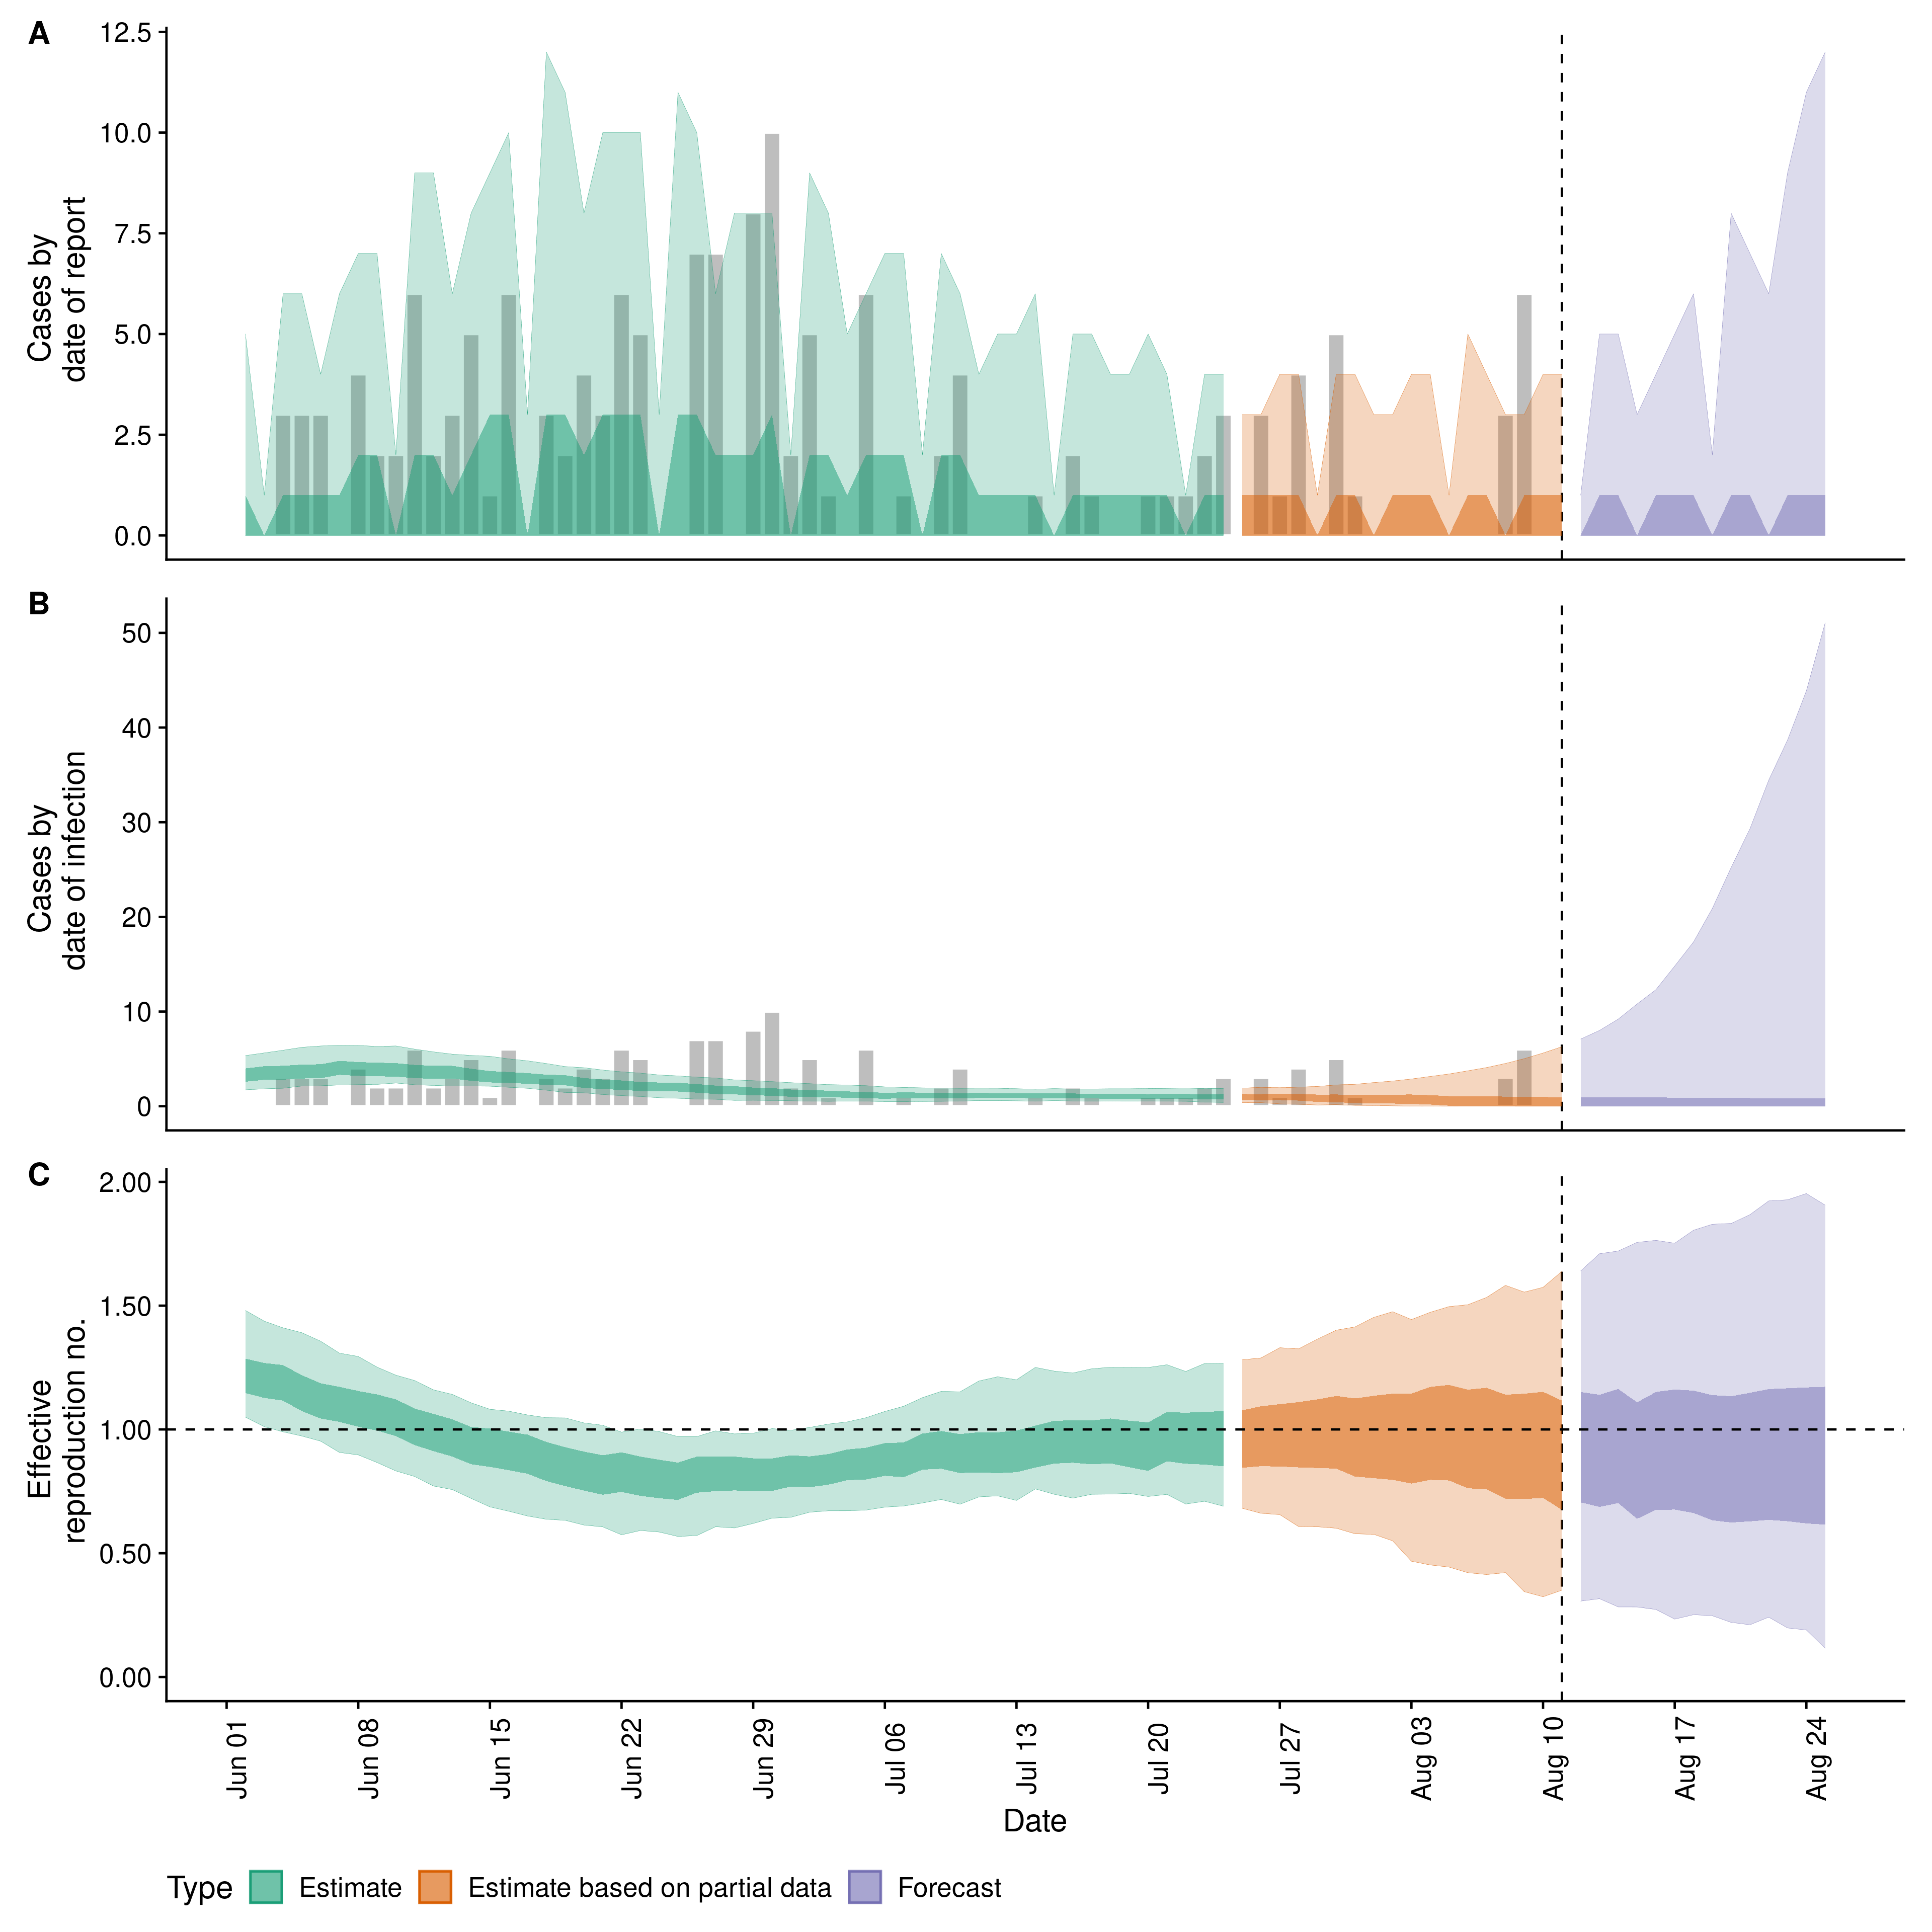 A
12.5
10.0
7.5
5.0
2.5
0.0
Cases by
date of report
B
50
40
30
20
10
0
Cases by
date of infection
C
2.00
1.50
1.00
0.50
0.00
Effective
reproduction no.
Jun 01
Jun 08
Jun 15
Jun 22
Jun 29
Jul 06
Jul 13
Jul 20
Jul 27
Aug 03
Aug 10
Aug 17
Aug 24
Date
Type Estimate Estimate based on partial data Forecast